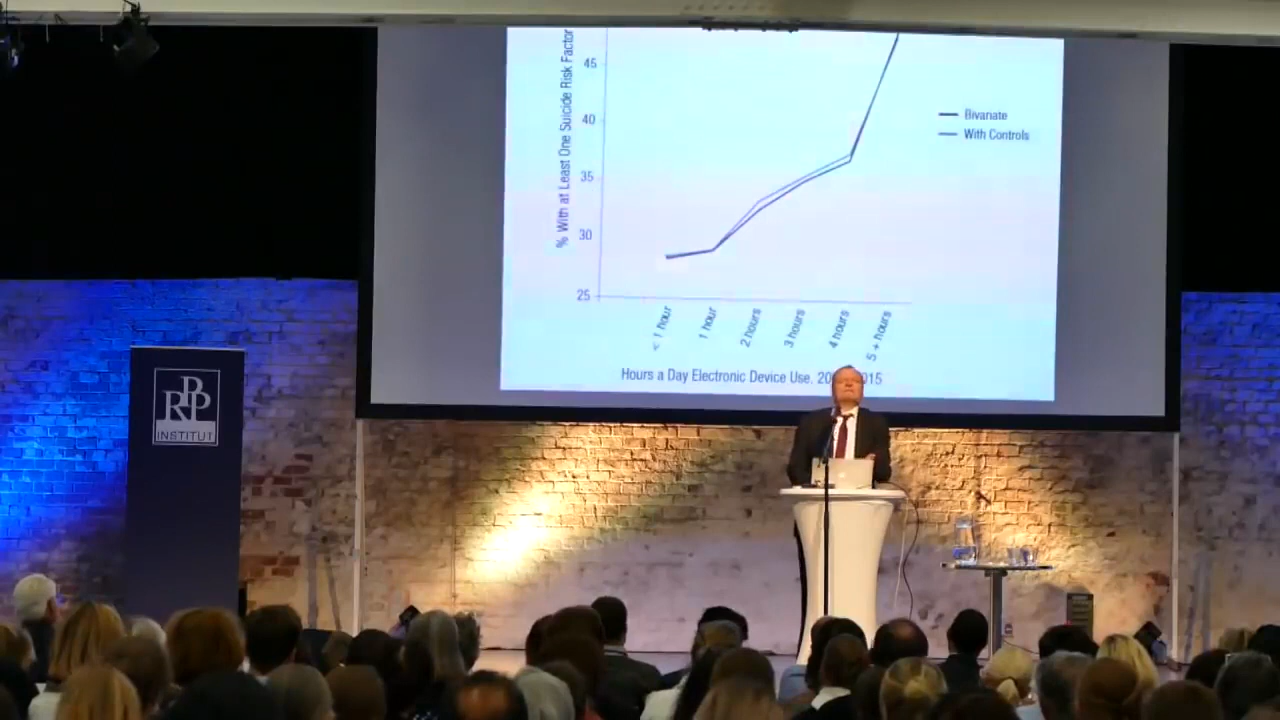 % With at Least One Suicide Risk Factor
45
40
35
30
25
Bivariate
With Controls
< 1 hour
1 hour
2 hours
3 hours
4 hours
5 + hours
Hours a Day Electronic Device Use. 20 015
RPP
INSTITUT